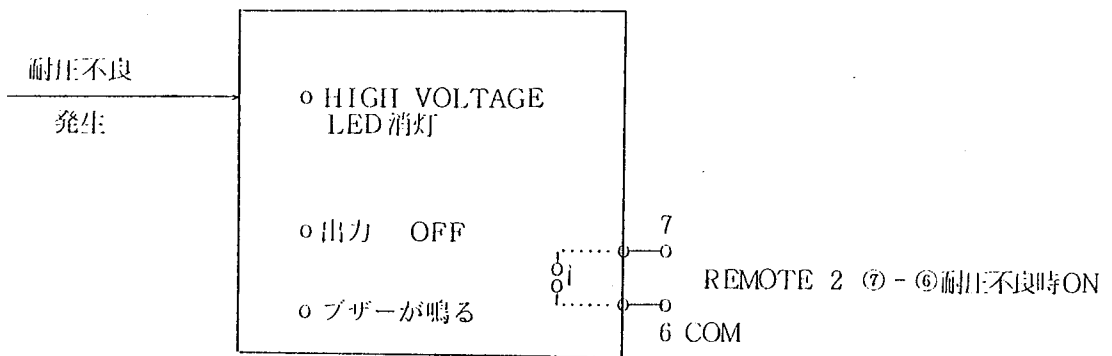 耐圧不良
発生
o HIGH VOLTAGE
LED消灯
o 出力 OFF
o ブザーが鳴る
7
REMOTE 2 ⑦-⑥耐圧不良時ON
6 COM